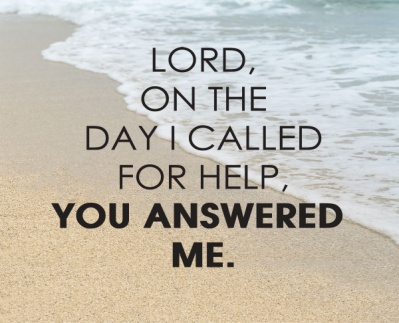 LORD,
ON THE
DAY I CALLED
FOR HELP,
YOU ANSWERED
ME.